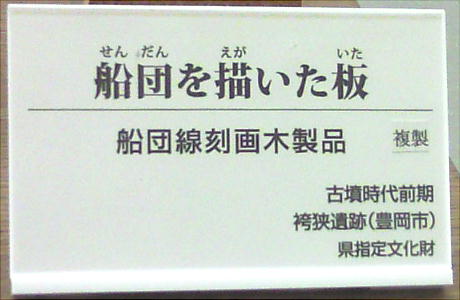 せんだん えが いた
船団を描いた板
船団線刻画木製品 複製
古墳時代前期
袴狭遺跡(豊岡市)
県指定文化財